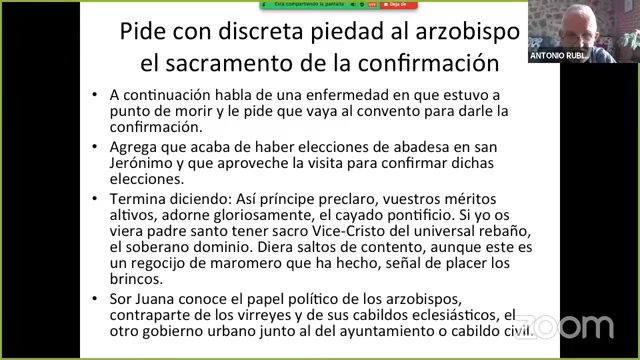 Está compartiendo la pantalla
Deja de
Pide con discreta piedad al arzobispo
el sacramento de la confirmación
ANTONIO RUBI..
• A continuación habla de una enfermedad en que estuvo a
punto de morir y le pide que vaya al convento para darle la
confirmación.
• Agrega que acaba de haber elecciones de abadesa en san
Jerónimo y que aproveche la visita para confirmar dichas
elecciones.
• Termina diciendo: Así príncipe preclaro, vuestros méritos
altivos, adorne gloriosamente, el cayado pontificio. Si yo os
viera padre santo tener sacro Vice-Cristo del universal rebaño,
el soberano dominio. Diera saltos de contento, aunque este es
un regocijo de maromero que ha hecho, señal de placer los
brincos.
• Sor Juana conoce el papel político de los arzobispos,
contraparte de los virreyes y de sus cabildos eclesiásticos, el
otro gobierno urbano junto al del ayuntamiento o cabildo civil.
zoom